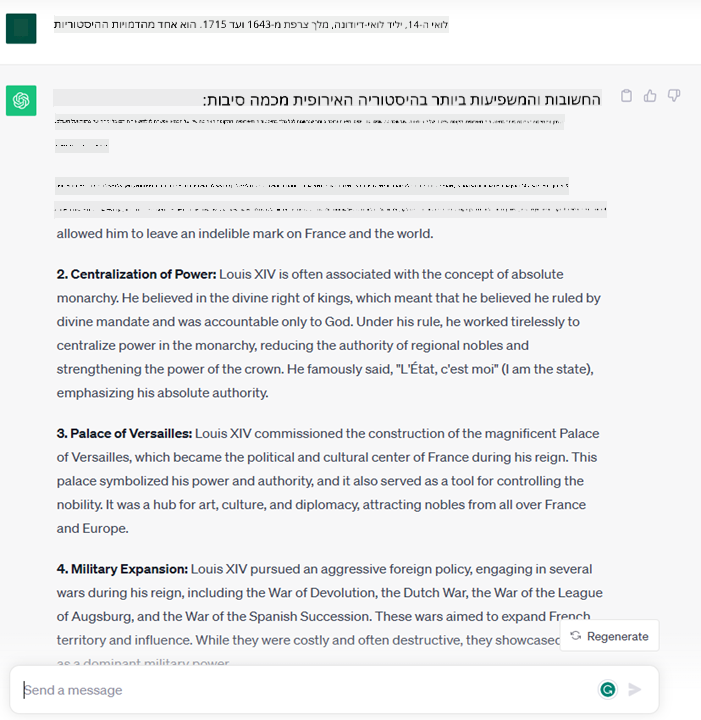 לואי ה-14, יליד לואי-דיודונה, מלך צרפת מ-1643 ועד 1715. הוא אחד מהדמויות ההיסטוריות
החשובות והמשפיעות ביותר בהיסטוריה האירופית מכמה סיבות:
allowed him to leave an indelible mark on France and the world.
2. Centralization of Power: Louis XIV is often associated with the concept of absolute
monarchy. He believed in the divine right of kings, which meant that he believed he ruled by
divine mandate and was accountable only to God. Under his rule, he worked tirelessly to
centralize power in the monarchy, reducing the authority of regional nobles and
strengthening the power of the crown. He famously said, "L'État, c'est moi" (I am the state),
emphasizing his absolute authority.
3. Palace of Versailles: Louis XIV commissioned the construction of the magnificent Palace
of Versailles, which became the political and cultural center of France during his reign. This
palace symbolized his power and authority, and it also served as a tool for controlling the
nobility. It was a hub for art, culture, and diplomacy, attracting nobles from all over France
and Europe.
4. Military Expansion: Louis XIV pursued an aggressive foreign policy, engaging in several
wars during his reign, including the War of Devolution, the Dutch War, the War of the League
of Augsburg, and the War of the Spanish Succession. These wars aimed to expand French
territory and influence. While they were costly and often destructive, they showcased
as a dominant military power.
Regenerate
Send a message